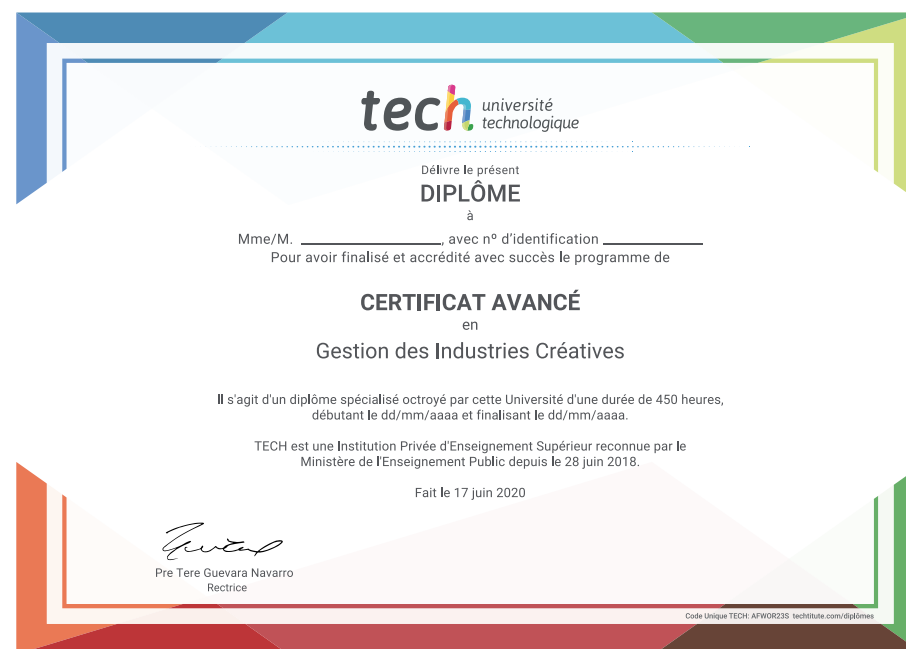 tech université
technologique
Délivre le présent
DIPLÔME
à
Mme/M. ____________________, avec nº d'identification ______________
Pour avoir finalisé et accrédité avec succès le programme de
CERTIFICAT AVANCÉ
en
Gestion des Industries Créatives
Il s'agit d'un diplôme spécialisé octroyé par cette Université d'une durée de 450 heures,
débutant le dd/mm/aaaa et finalisant le dd/mm/aaaa.
TECH est une Institution Privée d'Enseignement Supérieur reconnue par le
Ministère de l'Enseignement Public depuis le 28 juin 2018.
Fait le 17 juin 2020
Pre Tere Guevara Navarro
Rectrice
Code Unique TECH: AFWOR23S techtitute.com/diplômes